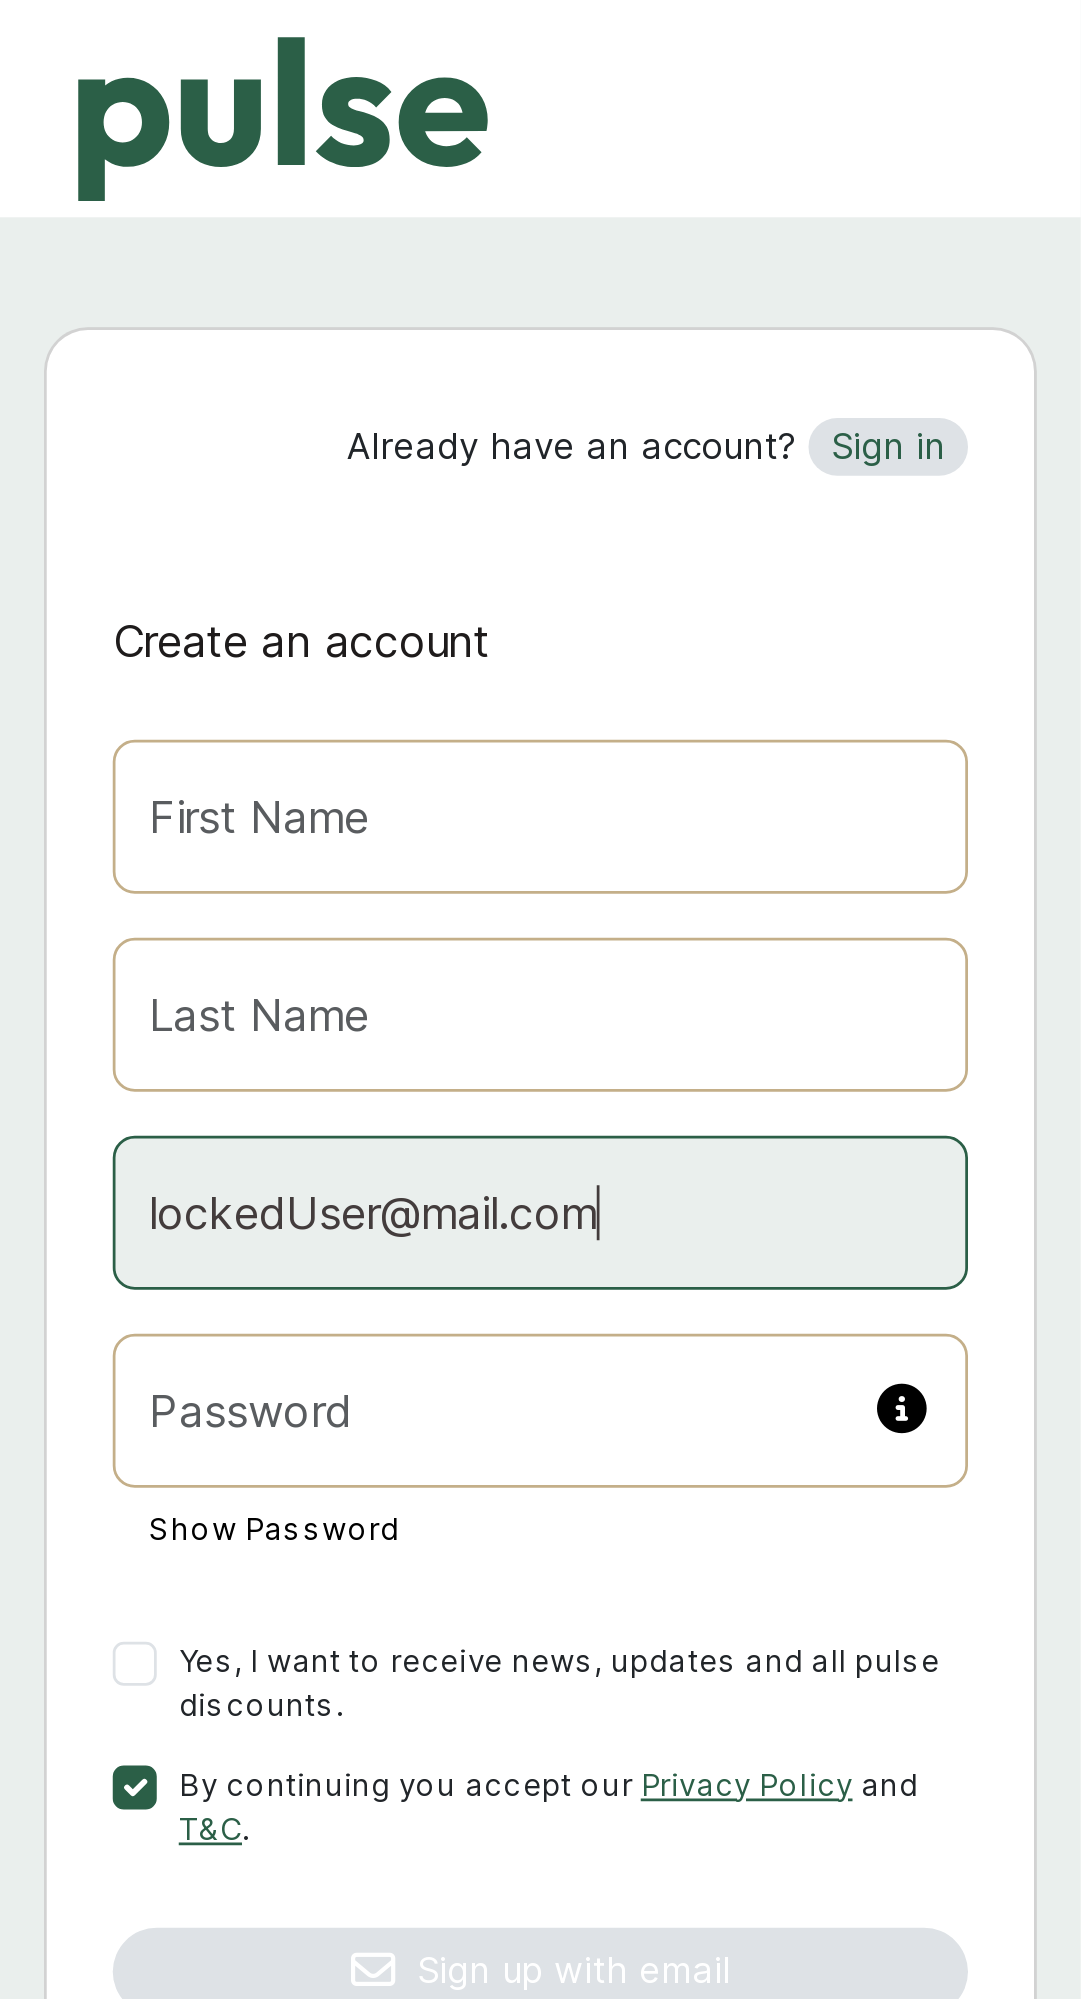 pulse
Already have an account? Sign in
Create an account
First Name
Last Name
lockedUser@mail.com
Password
Show Password
Yes, I want to receive news, updates and all pulse
discounts.
By continuing you accept our Privacy Policy and
T&C.
Sign up with email